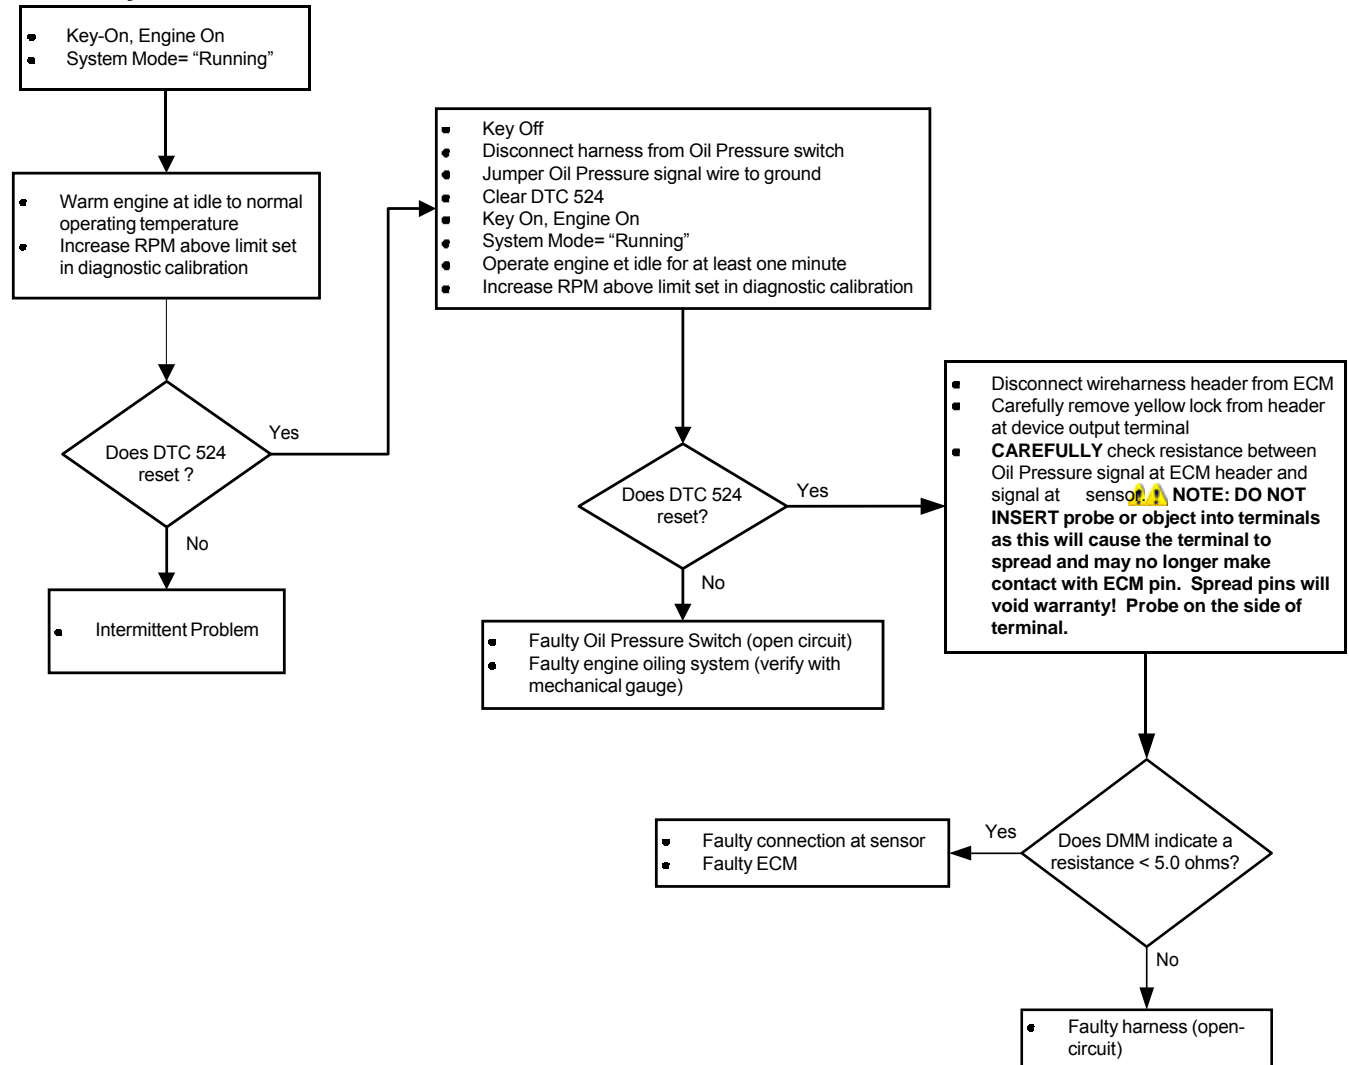 Key-On, Engine On
System Mode= “Running”
Warm engine at idle to normal
operating temperature
Increase RPM above limit set
in diagnostic calibration
Does DTC 524
reset ?
Yes
No
Intermittent Problem
Key Off
Disconnect harness from Oil Pressure switch
Jumper Oil Pressure signal wire to ground
Clear DTC 524
Key On, Engine On
System Mode= “Running”
Operate engine et idle for at least one minute
Increase RPM above limit set in diagnostic calibration
Does DTC 524
reset?
Yes
No
Faulty Oil Pressure Switch (open circuit)
Faulty engine oiling system (verify with
mechanical gauge)
Disconnect wireharness header from ECM
Carefully remove yellow lock from header
at device output terminal
CAREFULLY check resistance between
Oil Pressure signal at ECM header and
signal at sensor. NOTE: DO NOT
INSERT probe or object into terminals
as this will cause the terminal to
spread and may no longer make
contact with ECM pin. Spread pins will
void warranty! Probe on the side of
terminal.
Does DMM indicate a
resistance < 5.0 ohms?
Yes
Faulty connection at sensor
Faulty ECM
No
Faulty harness (open-
circuit)